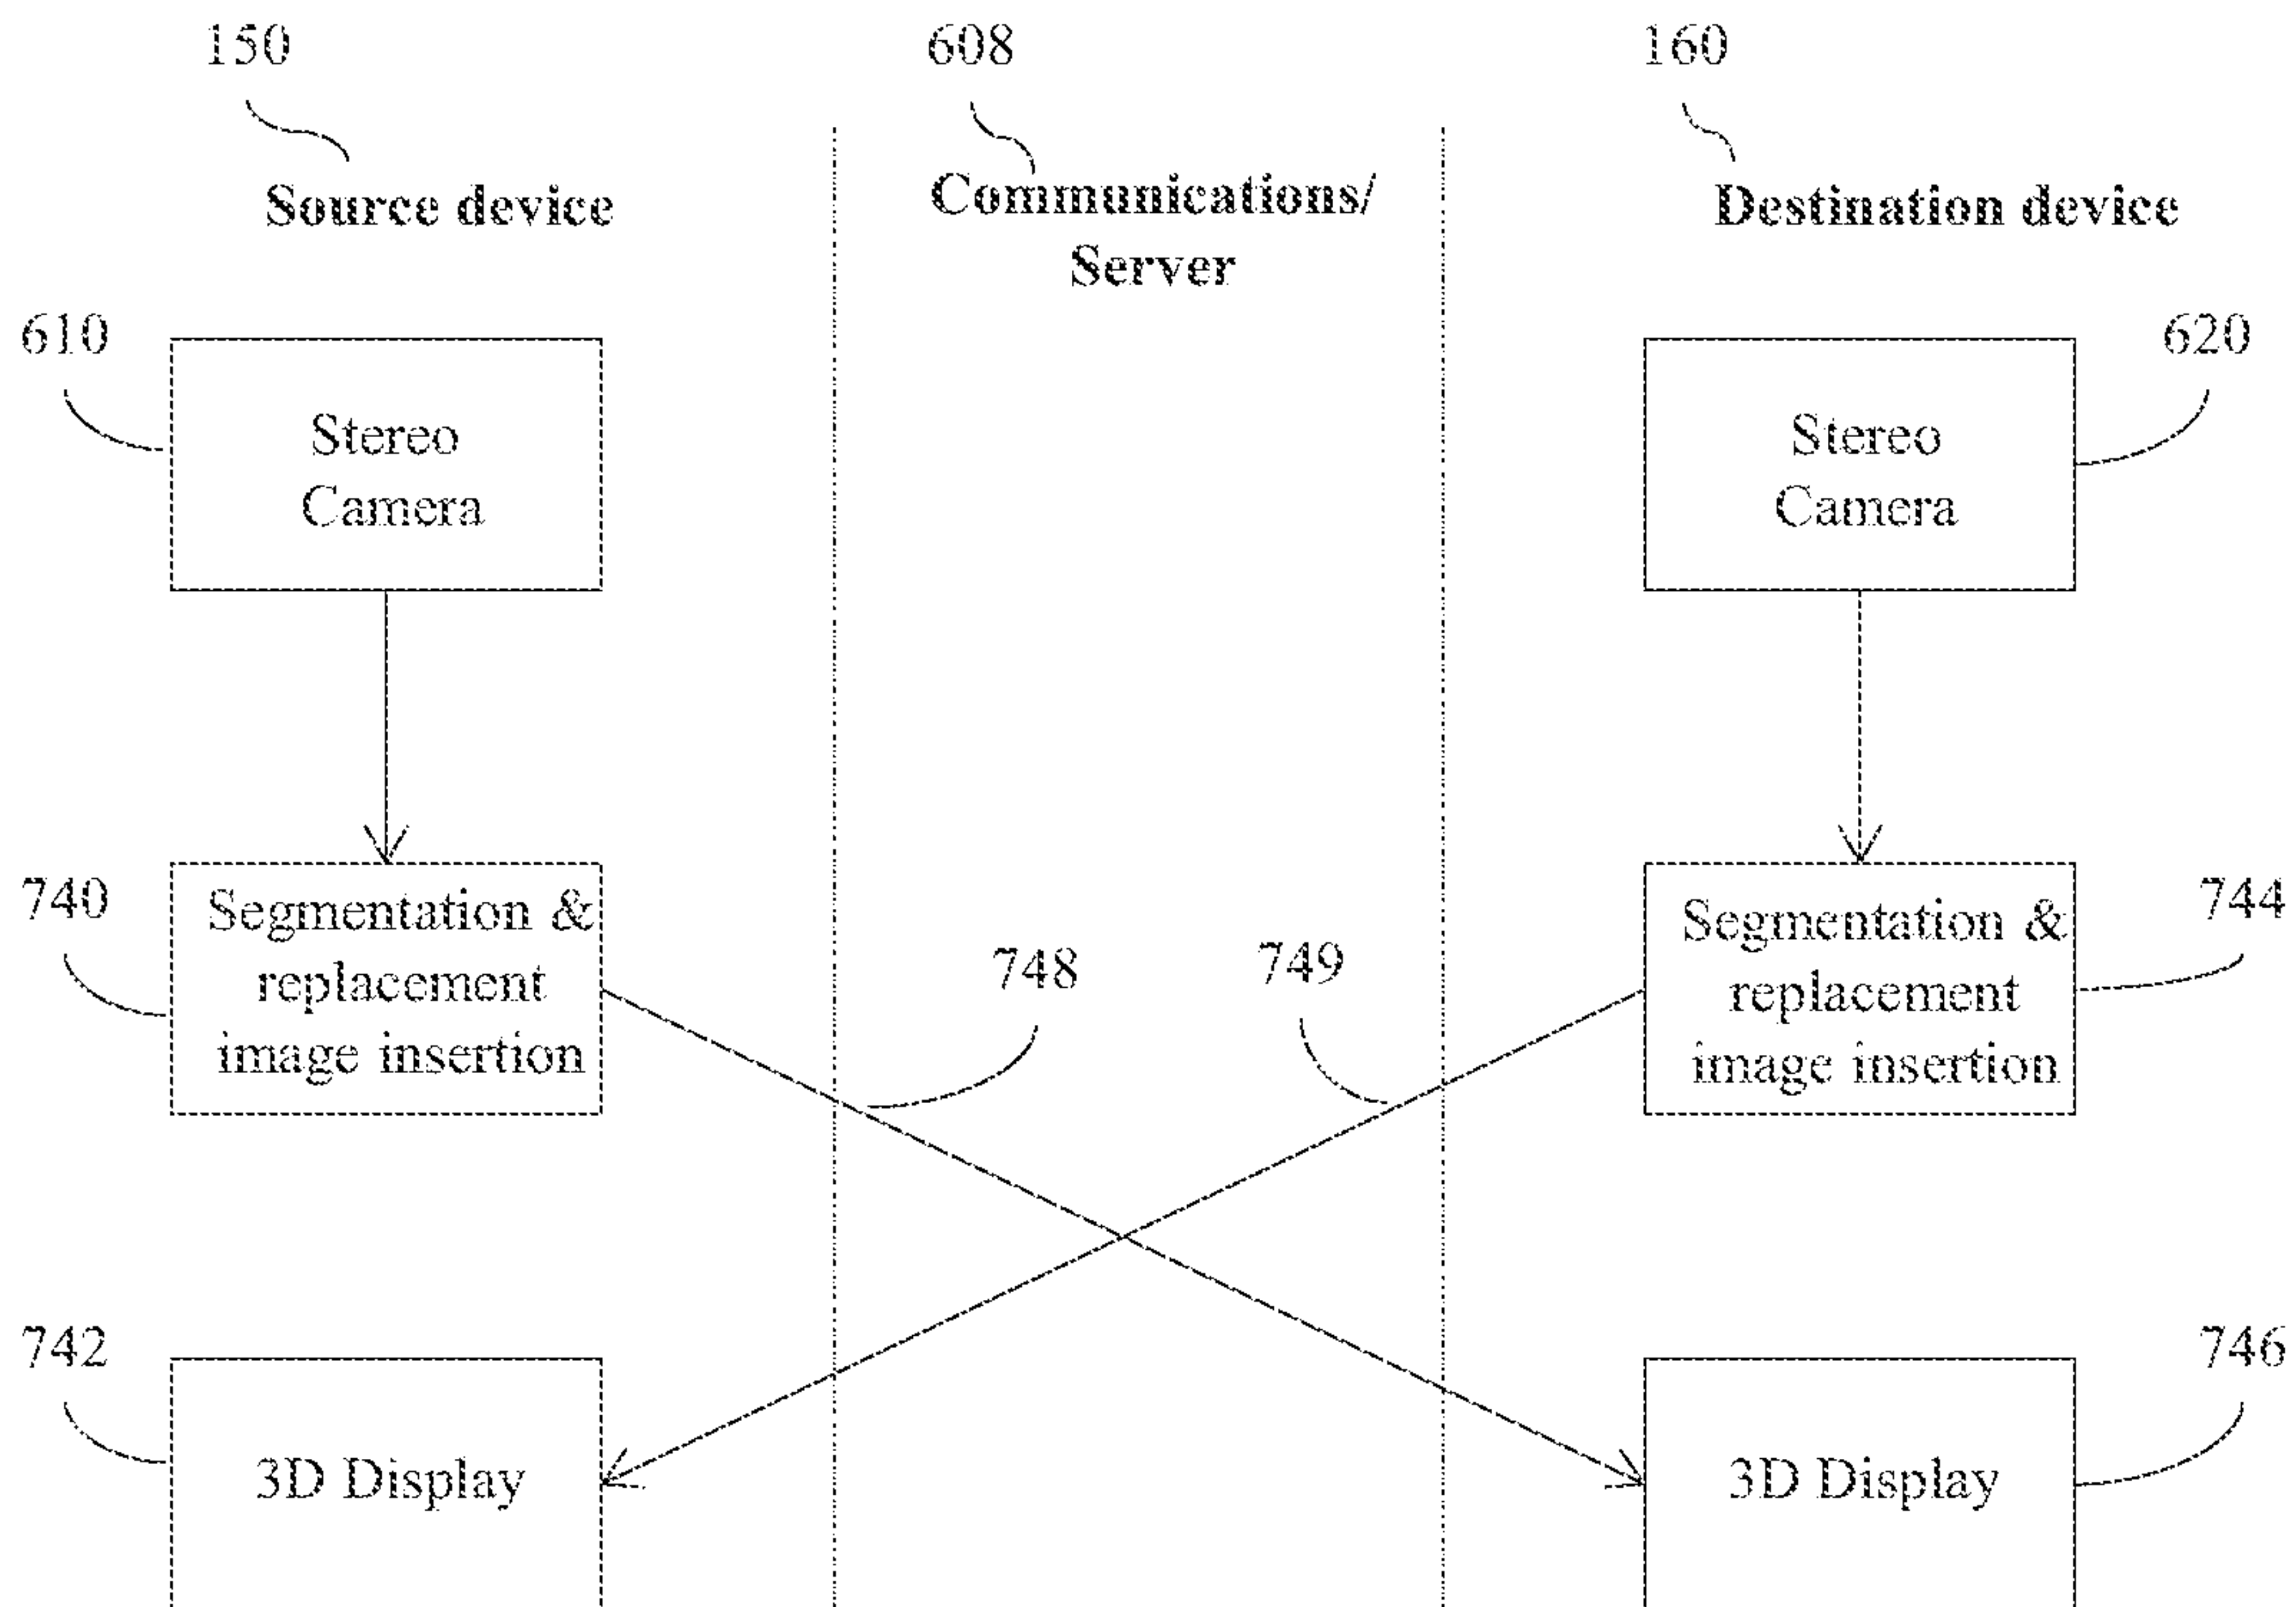 150
608
160
Source device
Communications/
Server
Destination device
610
620
Stereo
Camera
Stereo
Camera
740
Segmentation &
replacement
image insertion
748
749
Segmentation &
replacement
image insertion
744
742
3D Display
3D Display
746